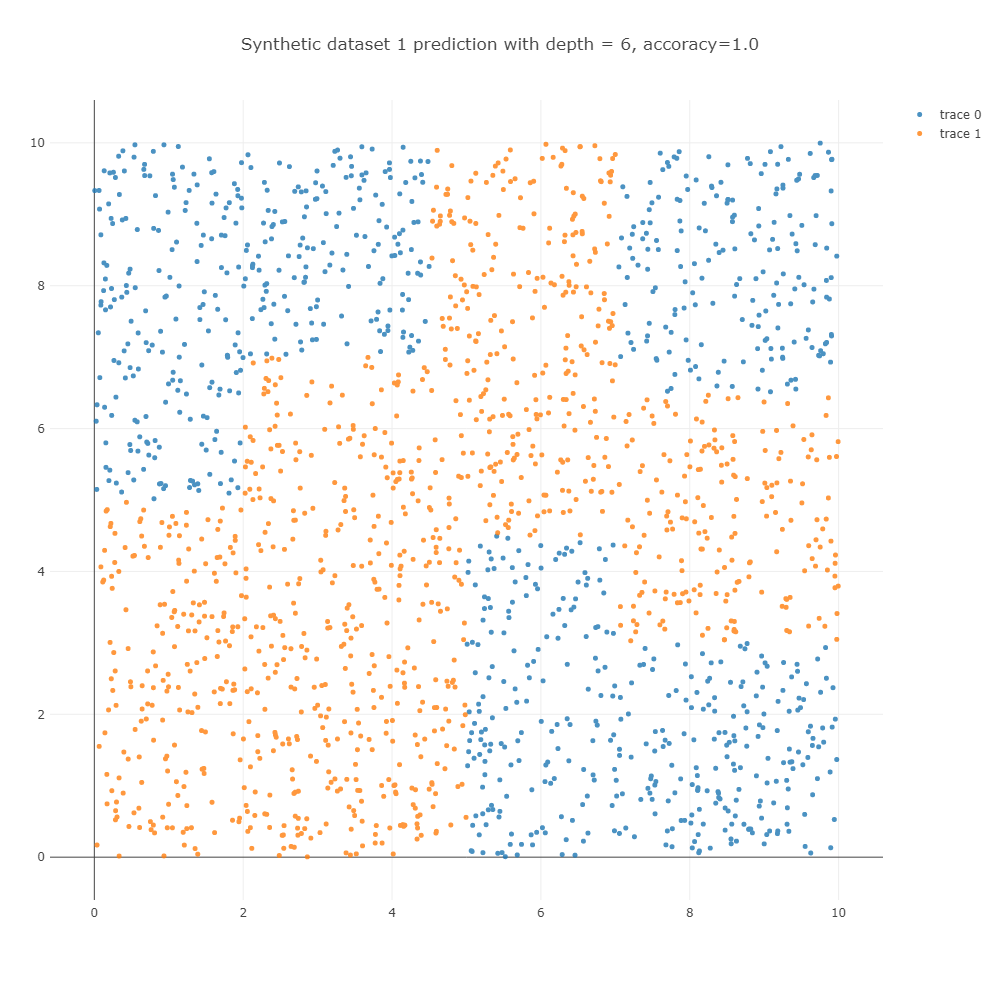 Synthetic dataset 1 prediction with depth = 6, accoracy=1.0
trace 0
trace 1
10
8
6
4
2
0
0 2 4 6 8 10